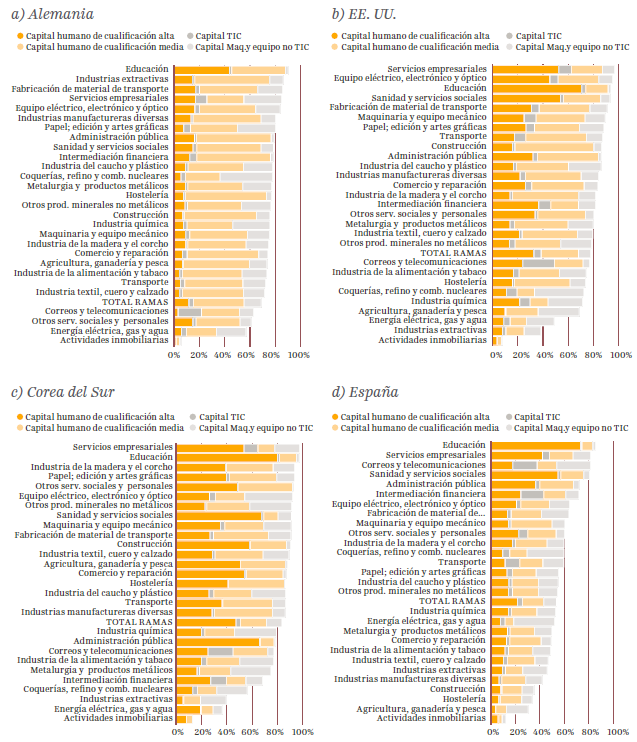 a) Alemania
Capital humano de cualificación alta
Capital TIC
Capital humano de cualificación media
Capital Maq.y equipo no TIC
Educación
Industrias extractivas
Fabricación de material de transporte
Servicios empresariales
Equipo eléctrico, electrónico y óptico
Industrias manufactureras diversas
Papel; edición y artes gráficas
Administración pública
Sanidad y servicios sociales
Intermediación financiera
Industria del caucho y plástico
Coquerías, refino y comb. nucleares
Metalurgía y productos metálicos
Hostelería
Otros prod. minerales no metálicos
Construcción
Industria química
Maquinaria y equipo mecánico
Industria de la madera y el corcho
Comercio y reparación
Agricultura, ganadería y pesca
Industria de la alimentación y tabaco
Transporte
Industria textil, cuero y calzado
TOTAL RAMAS
Correos y telecomunicaciones
Otros serv. sociales y personales
Energía eléctrica, gas y agua
Actividades inmobiliarias
0% 20% 40% 60% 80% 100%
b) EE. UU.
Capital humano de cualificación alta
Capital TIC
Capital humano de cualificación media
Capital Maq.y equipo no TIC
Servicios empresariales
Equipo eléctrico, electrónico y óptico
Educación
Sanidad y servicios sociales
Fabricación de material de transporte
Maquinaria y equipo mecánico
Papel; edición y artes gráficas
Transporte
Construcción
Administración pública
Industria del caucho y plástico
Industrias manufactureras diversas
Comercio y reparación
Industria de la madera y el corcho
Intermediación financiera
Otros serv. sociales y personales
Metalurgía y productos metálicos
Industria textil, cuero y calzado
Otros prod. minerales no metálicos
TOTAL RAMAS
Correos y telecomunicaciones
Industria de la alimentación y tabaco
Hostelería
Coquerías, refino y comb. nucleares
Industria química
Agricultura, ganadería y pesca
Energía eléctrica, gas y agua
Industrias extractivas
Actividades inmobiliarias
0% 20% 40% 60% 80% 100%
c) Corea del Sur
Capital humano de cualificación alta
Capital TIC
Capital humano de cualificación media
Capital Maq.y equipo no TIC
Servicios empresariales
Educación
Industria de la madera y el corcho
Papel; edición y artes gráficas
Otros serv. sociales y personales
Equipo eléctrico, electrónico y óptico
Otros prod. minerales no metálicos
Sanidad y servicios sociales
Maquinaria y equipo mecánico
Fabricación de material de transporte
Construcción
Industria textil, cuero y calzado
Agricultura, ganadería y pesca
Comercio y reparación
Hostelería
Industria del caucho y plástico
Transporte
Industrias manufactureras diversas
TOTAL RAMAS
Industria química
Administración pública
Correos y telecomunicaciones
Industria de la alimentación y tabaco
Metalurgía y productos metálicos
Intermediación financiera
Coquerías, refino y comb. nucleares
Industrias extractivas
Energía eléctrica, gas y agua
Actividades inmobiliarias
0% 20% 40% 60% 80% 100%
d) España
Capital humano de cualificación alta
Capital TIC
Capital humano de cualificación media
Capital Maq.y equipo no TIC
Educación
Servicios empresariales
Correos y telecomunicaciones
Sanidad y servicios sociales
Administración pública
Intermediación financiera
Equipo eléctrico, electrónico y óptico
Fabricación de material de...
Maquinaria y equipo mecánico
Otros serv. sociales y personales
Industria de la madera y el corcho
Coquerías, refino y comb. nucleares
Transporte
Papel; edición y artes gráficas
Industria del caucho y plástico
Otros prod. minerales no metálicos
TOTAL RAMAS
Industria química
Energía eléctrica, gas y agua
Metalurgía y productos metálicos
Comercio y reparación
Industria de la alimentación y tabaco
Industria textil, cuero y calzado
Industrias extractivas
Industrias manufactureras diversas
Construcción
Hostelería
Agricultura, ganadería y pesca
Actividades inmobiliarias
0% 20% 40% 60% 80% 100%